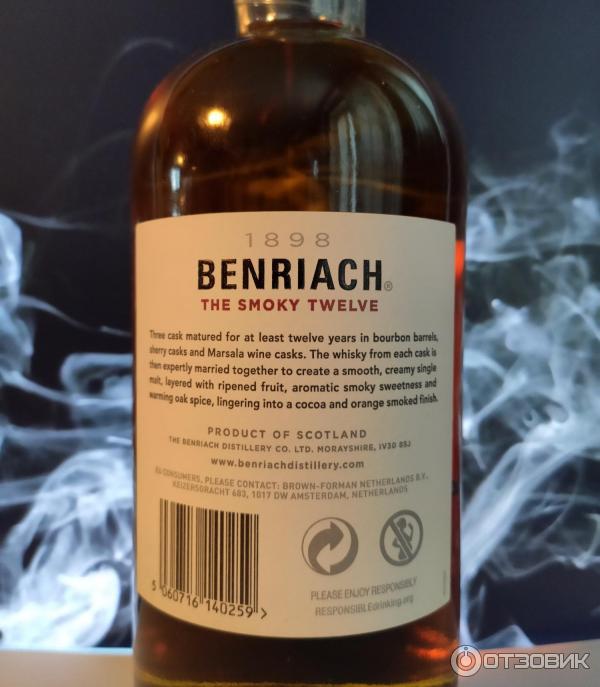 1898
BENRIACH®
THE SMOKY TWELVE
Three cask matured for at least twelve years in bourbon barrels,
sherry casks and Marsala wine casks. The whisky from each cask is
then expertly married together to create a smooth, creamy single
malt, layered with ripened fruit, aromatic smoky sweetness and
warming oak spice, lingering into a cocoa and orange smoked finish.
PRODUCT OF SCOTLAND
THE BENRIACH DISTILLERY CO. LTD. MORAYSHIRE, IV30 8SJ
www.benriachdistillery.com
EU CONSUMERS, PLEASE CONTACT: BROWN-FORMAN NETHERLANDS B.V.
KEIZERSGRACHT 683, 1017 DW AMSTERDAM, NETHERLANDS
5 060716 140259 >
PLEASE ENJOY RESPONSIBLY
RESPONSIBLEdrinking.org
ОТЗОВИК